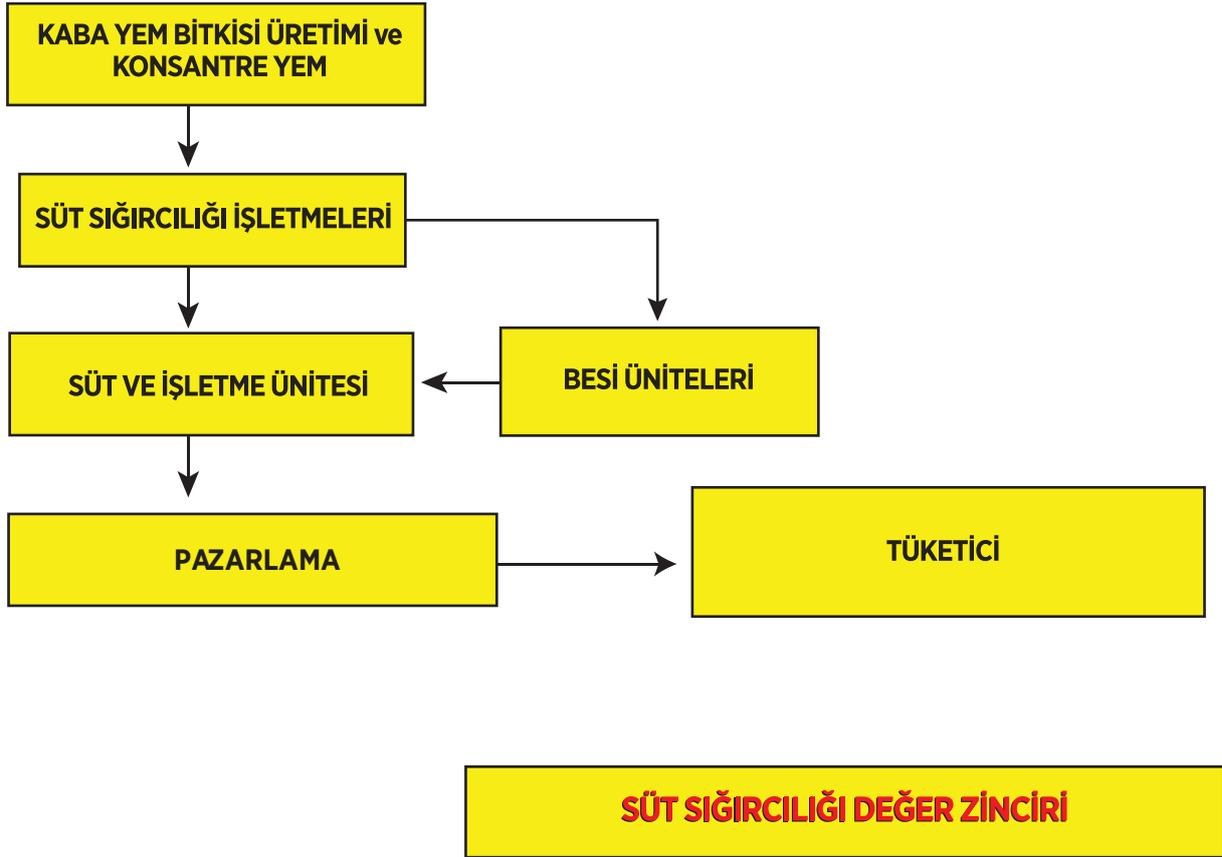 KABA YEM BİTKİSİ ÜRETİMİ ve
KONSANTRE YEM
SÜT SIĞIRCILIĞI İŞLETMELERİ
SÜT VE İŞLETME ÜNİTESİ
BESİ ÜNİTELERİ
PAZARLAMA
TÜKETİCİ
SÜT SIĞIRCILIĞI DEĞER ZİNCİRİ